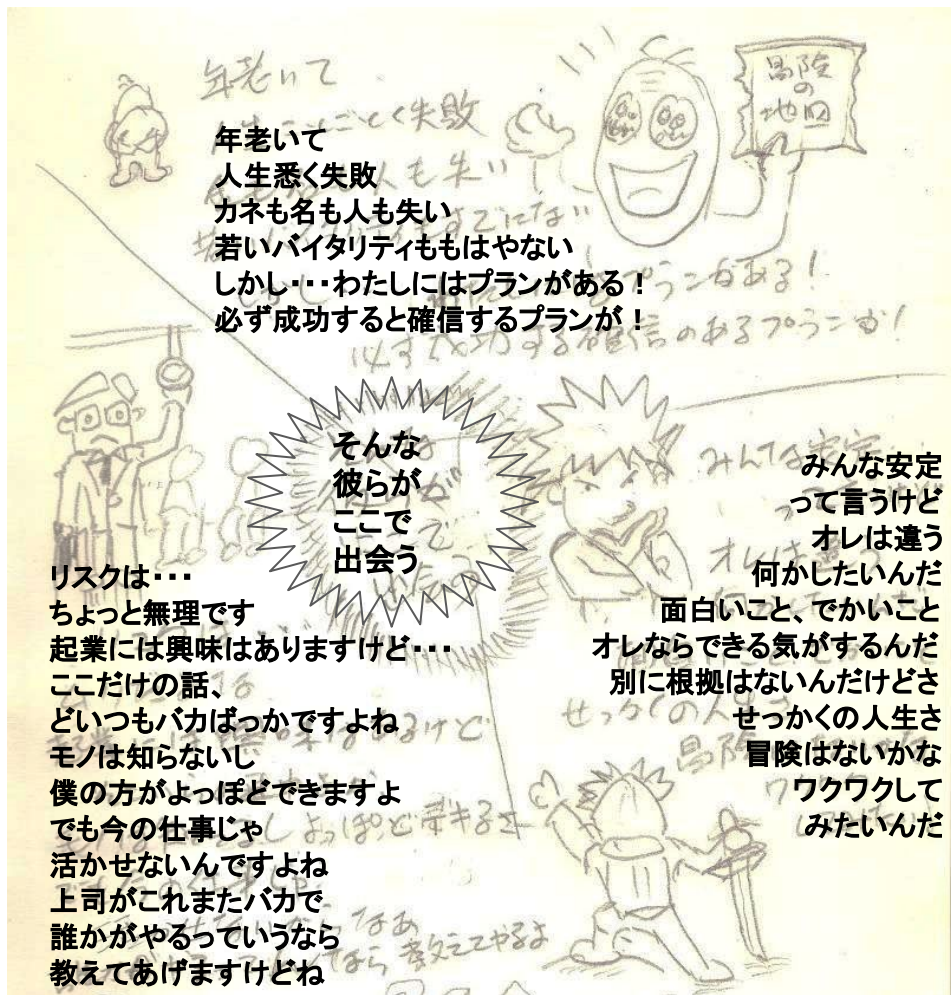 冒険
の
地図
年老いて
年老いて
人生悉く失敗
カネも名も人も失い
若いバイタリティももはやない
しかし・・・わたしにはプランがある！
必ず成功すると確信するプランが！
そんな
彼らが
ここで
出会う
みんな安定
って言うけど
オレは違う
何かしたいんだ
面白いこと、でかいこと
オレならできる気がするんだ
別に根拠はないんだけどさ
せっかくの人生さ
冒険はないかな
ワクワクして
みたいんだ
リスクは・・・
ちょっと無理です
起業には興味はありますけど・・・
ここだけの話、
どいつもバカばっかですよね
モノは知らないし
僕の方がよっぽどできますよ
でも今の仕事じゃ
活かせないんですよね
上司がこれまたバカで
誰かがやるっていうなら
教えてあげますけどね